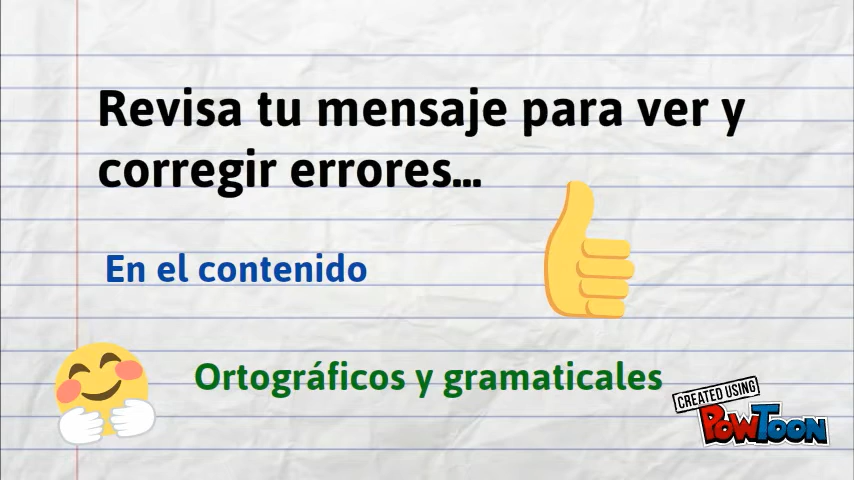 Revisa tu mensaje para ver y
corregir errores...
En el contenido
Ortográficos y gramaticales
CREATED USING
POWTOON